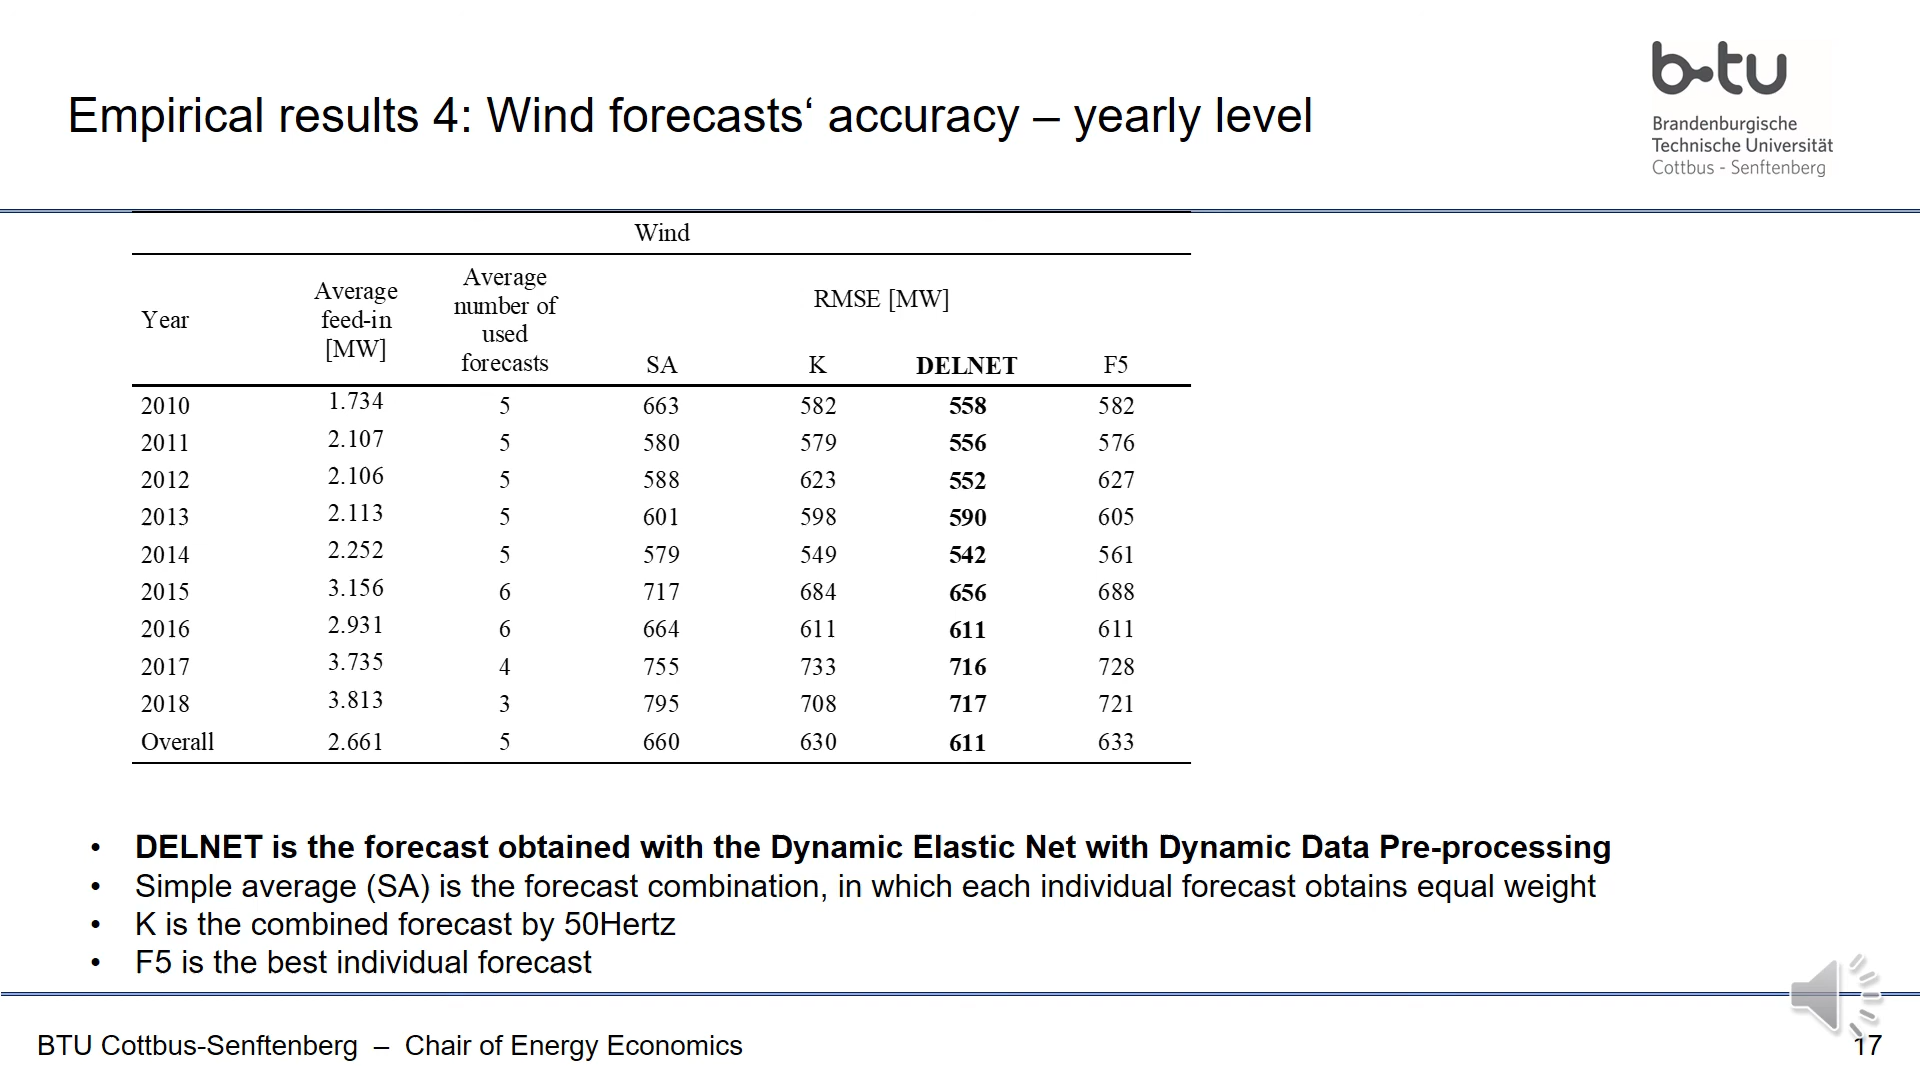 b-tu
Brandenburgische
Technische Universität
Cottbus - Senftenberg
Empirical results 4: Wind forecasts‘ accuracy – yearly level
Wind
Year Average feed-in [MW] Average number of used forecasts RMSE [MW]
SA K DELNET F5
2010 1.734 5 663 582 558 582
2011 2.107 5 580 579 556 576
2012 2.106 5 588 623 552 627
2013 2.113 5 601 598 590 605
2014 2.252 5 579 549 542 561
2015 3.156 6 717 684 656 688
2016 2.931 6 664 611 611 611
2017 3.735 4 755 733 716 728
2018 3.813 3 795 708 717 721
Overall 2.661 5 660 630 611 633
• DELNET is the forecast obtained with the Dynamic Elastic Net with Dynamic Data Pre-processing
• Simple average (SA) is the forecast combination, in which each individual forecast obtains equal weight
• K is the combined forecast by 50Hertz
• F5 is the best individual forecast
BTU Cottbus-Senftenberg – Chair of Energy Economics
17